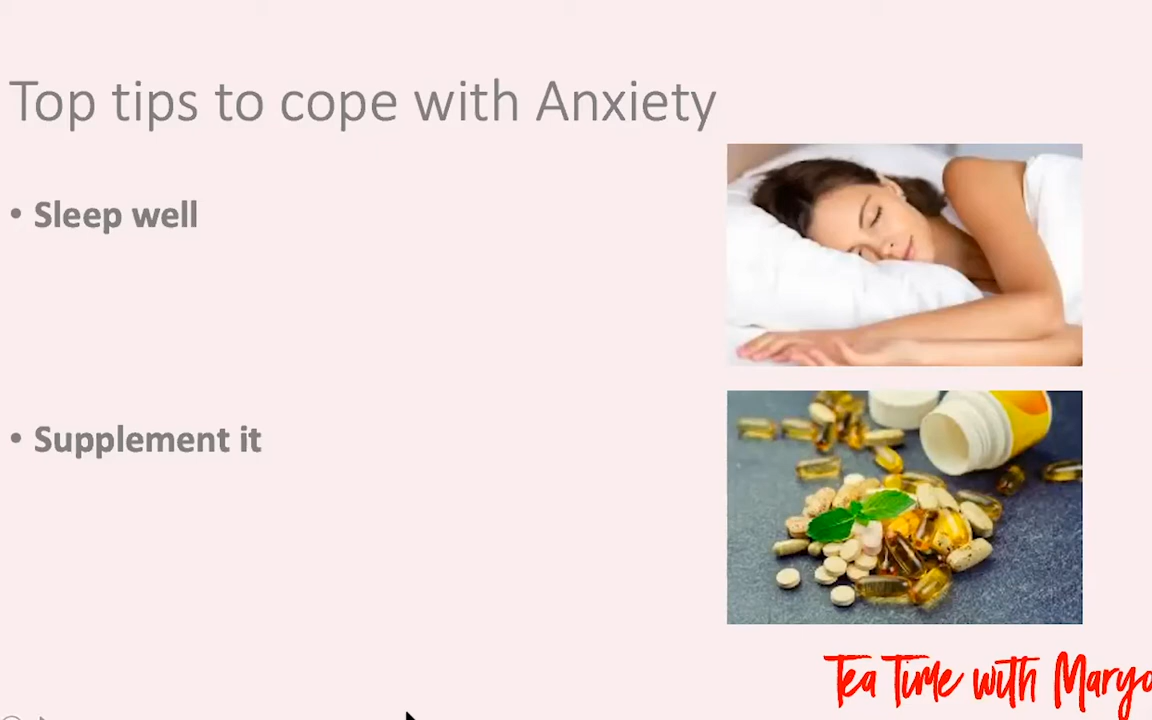 Top tips to cope with Anxiety
• Sleep well
• Supplement it
Tea Time with